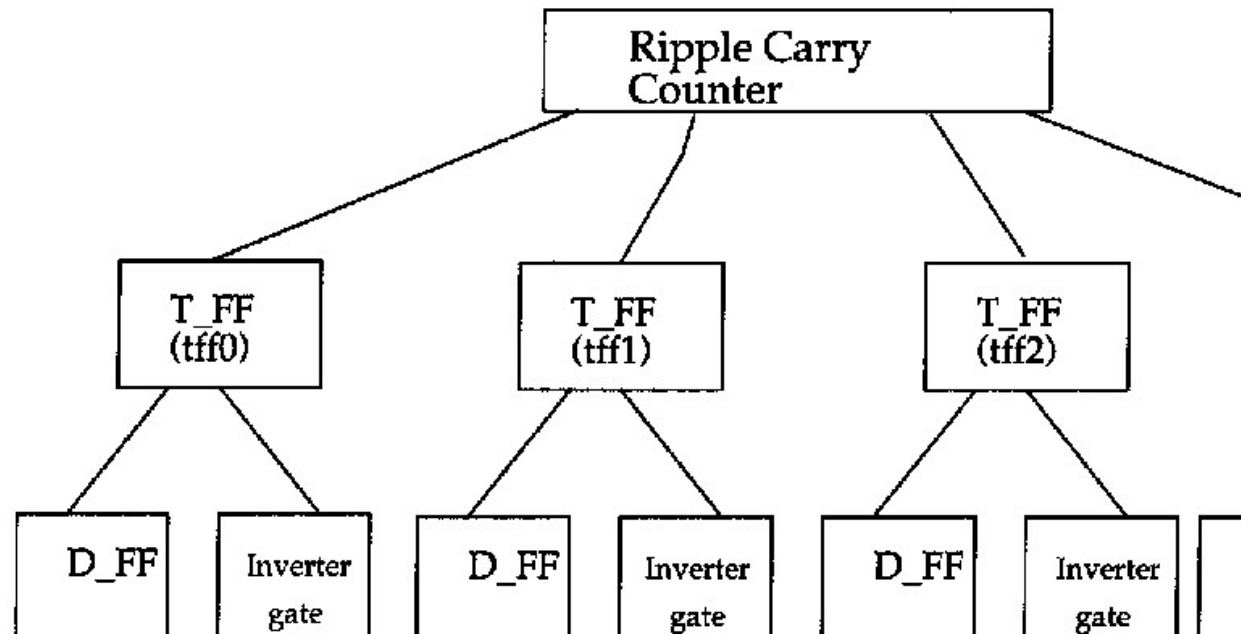 Ripple Carry
Counter
T_FF
(tff0)
T_FF
(tff1)
T_FF
(tff2)
D_FF
Inverter
gate
D_FF
Inverter
gate
D_FF
Inverter
gate